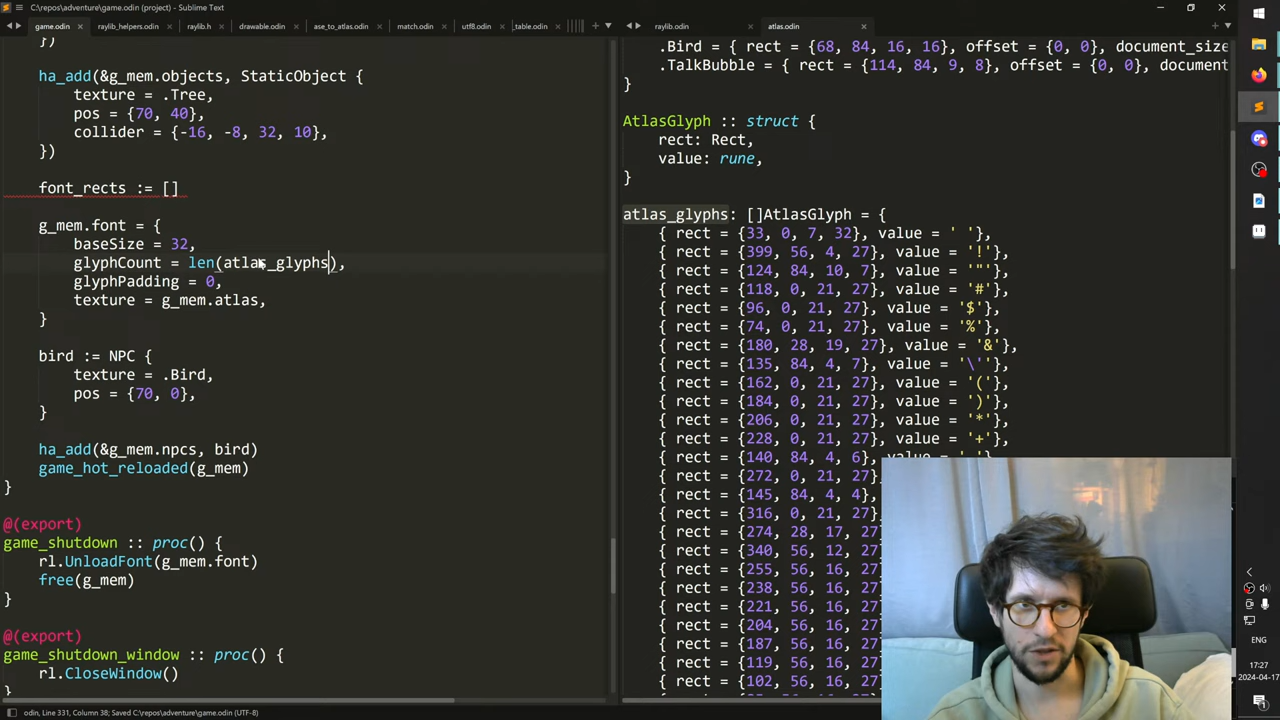 C:\repos\adventure\game.odin (project) - Sublime Text
game.odin
raylib_helpers.odin
raylib.h
drawable.odin
ase_to_atlas.odin
match.odin
utf8.odin
_table.odin
})
ha_add(&g_mem.objects, StaticObject {
texture = .Tree,
pos = {70, 40},
collider = {-16, -8, 32, 10},
})
font_rects := []
g_mem.font = {
baseSize = 32,
glyphCount = len(atlas_glyphs),
glyphPadding = 0,
texture = g_mem.atlas,
}
bird := NPC {
texture = .Bird,
pos = {70, 0},
}
ha_add(&g_mem.npcs, bird)
game_hot_reloaded(g_mem)
}
@(export)
game_shutdown :: proc() {
rl.UnloadFont(g_mem.font)
free(g_mem)
}
@(export)
game_shutdown_window :: proc() {
rl.CloseWindow()
}
raylib.odin
atlas.odin
.Bird = { rect = {68, 84, 16, 16}, offset = {0, 0}, document_size
.TalkBubble = { rect = {114, 84, 9, 8}, offset = {0, 0}, document
}
AtlasGlyph :: struct {
rect: Rect,
value: rune,
}
atlas_glyphs: []AtlasGlyph = {
{ rect = {33, 0, 7, 32}, value = ' '},
{ rect = {399, 56, 4, 27}, value = '!'},
{ rect = {124, 84, 10, 7}, value = '"'},
{ rect = {118, 0, 21, 27}, value = '#'},
{ rect = {96, 0, 21, 27}, value = '$'},
{ rect = {74, 0, 21, 27}, value = '%'},
{ rect = {180, 28, 19, 27}, value = '&'},
{ rect = {135, 84, 4, 7}, value = '\''},
{ rect = {162, 0, 21, 27}, value = '('},
{ rect = {184, 0, 21, 27}, value = ')'},
{ rect = {206, 0, 21, 27}, value = '*'},
{ rect = {228, 0, 21, 27}, value = '+'},
{ rect = {140, 84, 4, 6}, value =
{ rect = {272, 0, 21, 27}
{ rect = {145, 84, 4, 4},
{ rect = {316, 0, 21, 27}
{ rect = {274, 28, 17, 27
{ rect = {340, 56, 12, 27
{ rect = {255, 56, 16, 27
{ rect = {238, 56, 16, 27
{ rect = {221, 56, 16, 27
{ rect = {204, 56, 16, 27
{ rect = {187, 56, 16, 27
{ rect = {119, 56, 16, 27
{ rect = {102, 56, 16, 27
odin, Line 331, Column 38; Saved C:\repos\adventure\game.odin (UTF-8)
ENG
17:27
2024-04-17